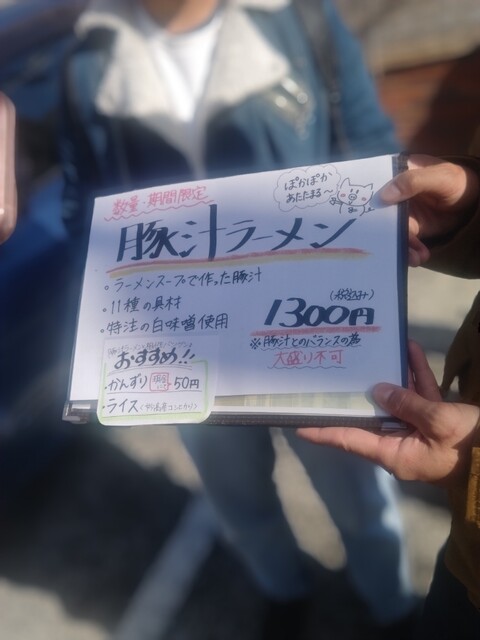 数量・期間限定
ぽかぽか
あたたまる~
豚汁ラーメン
・ラーメンスープで作った豚汁
・11種の具材
・特注の白味噌使用
(税込み)
1300円
※豚汁とのバランスの為
大盛り不可
おすすめ!!
・かんずり 50円
・ライス